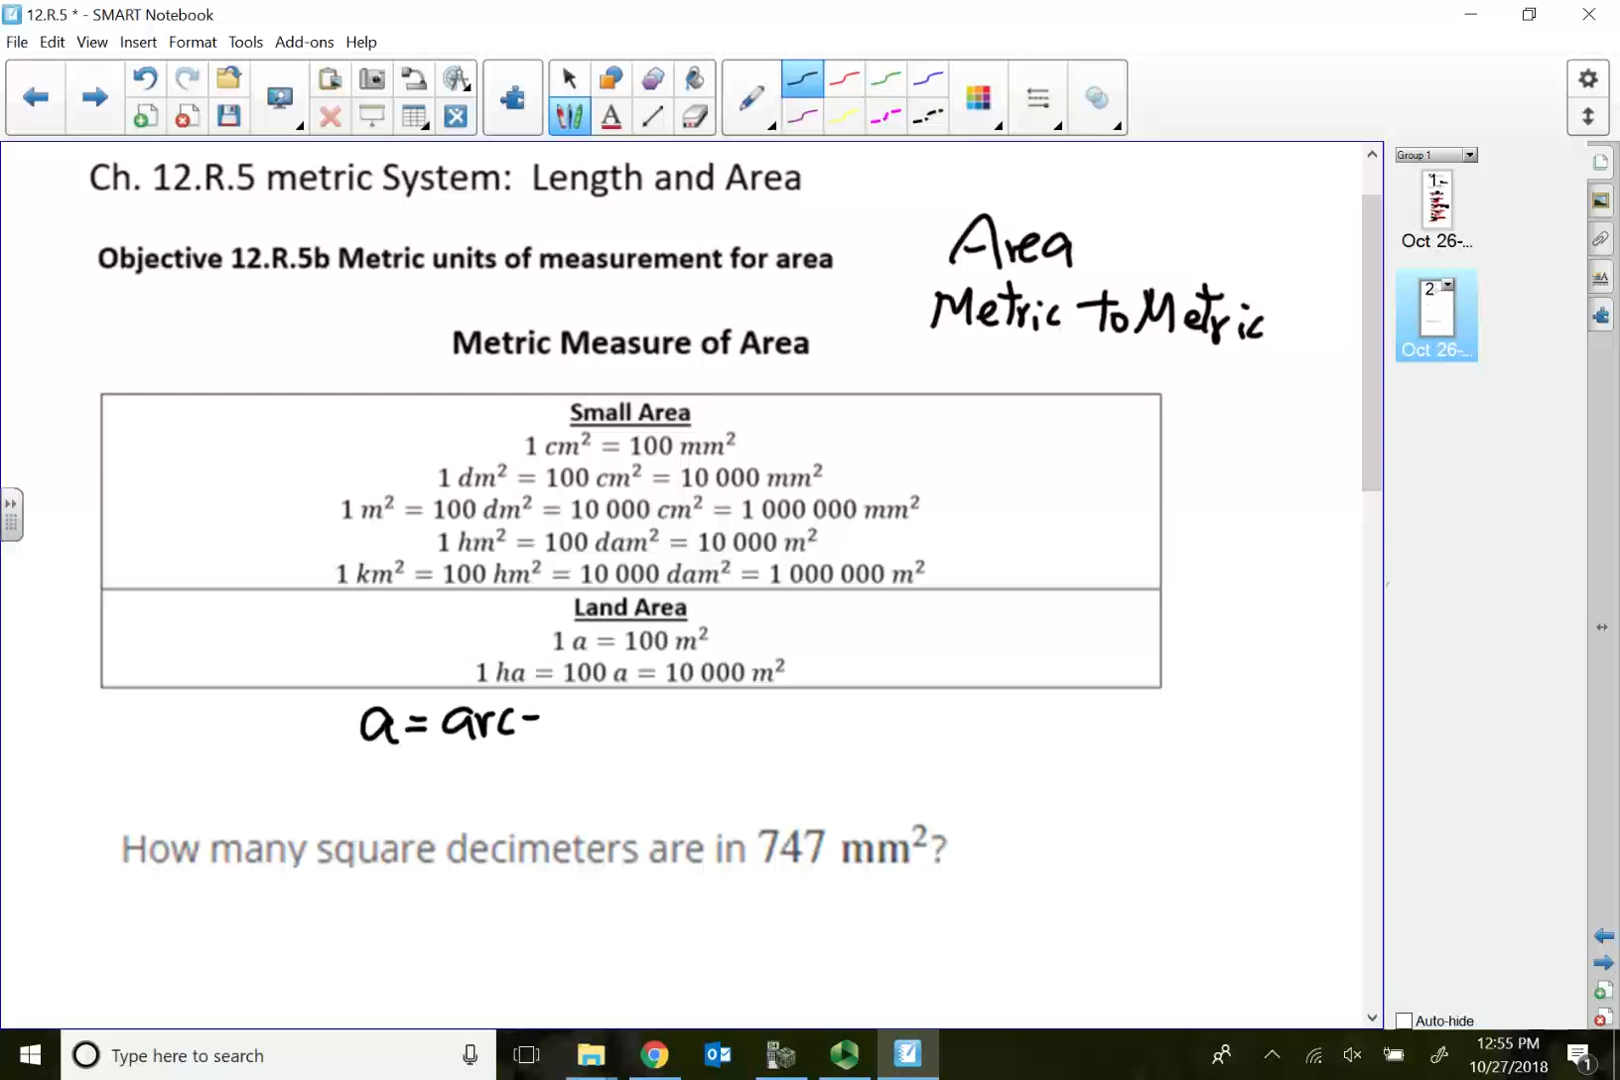 12.R.5 * - SMART Notebook
File Edit View Insert Format Tools Add-ons Help
Ch. 12.R.5 metric System: Length and Area
Objective 12.R.5b Metric units of measurement for area
Area
Metric to Metric
Metric Measure of Area
Small Area
1 cm² = 100 mm²
1 dm² = 100 cm² = 10 000 mm²
1 m² = 100 dm² = 10 000 cm² = 1 000 000 mm²
1 hm² = 100 dam² = 10 000 m²
1 km² = 100 hm² = 10 000 dam² = 1 000 000 m²
Land Area
1 a = 100 m²
1 ha = 100 a = 10 000 m²
a = arc-
How many square decimeters are in 747 mm²?
Group 1
1
Oct 26-...
2
Oct 26-...
Auto-hide
Type here to search
12:55 PM
10/27/2018
1